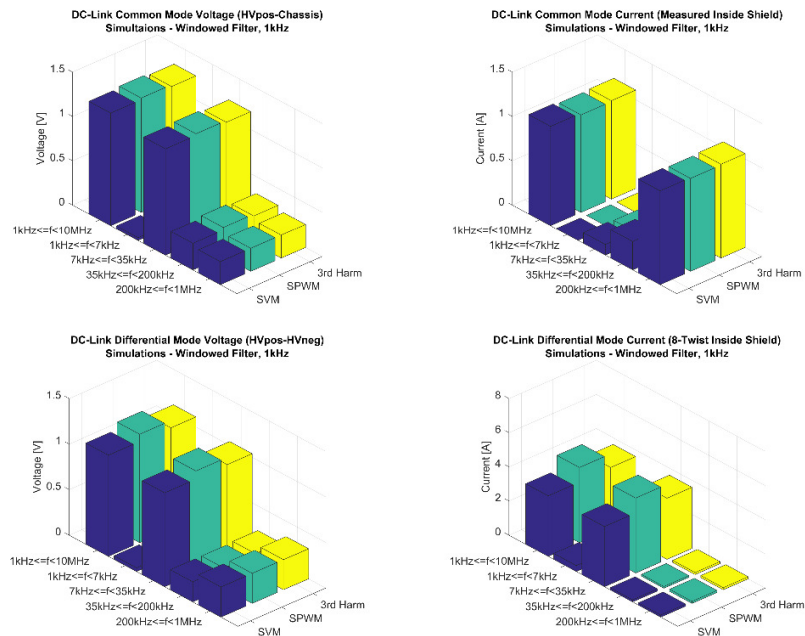 DC-Link Common Mode Voltage (HVpos-Chassis)
Simultaions - Windowed Filter, 1kHz
1.5
1
0.5
0
Voltage [V]
1kHz<=f<10MHz
1kHz<=f<7kHz
7kHz<=f<35kHz
35kHz<=f<200kHz
200kHz<=f<1MHz
SVM
SPWM
3rd Harm
DC-Link Common Mode Current (Measured Inside Shield)
Simulations - Windowed Filter, 1kHz
1.5
1
0.5
0
Current [A]
1kHz<=f<10MHz
1kHz<=f<7kHz
7kHz<=f<35kHz
35kHz<=f<200kHz
200kHz<=f<1MHz
SVM
SPWM
3rd Harm
DC-Link Differential Mode Voltage (HVpos-HVneg)
Simulations - Windowed Filter, 1kHz
1.5
1
0.5
0
Voltage [V]
1kHz<=f<10MHz
1kHz<=f<7kHz
7kHz<=f<35kHz
35kHz<=f<200kHz
200kHz<=f<1MHz
SVM
SPWM
3rd Harm
DC-Link Differential Mode Current (8-Twist Inside Shield)
Simulations - Windowed Filter, 1kHz
8
6
4
2
0
Current [A]
1kHz<=f<10MHz
1kHz<=f<7kHz
7kHz<=f<35kHz
35kHz<=f<200kHz
200kHz<=f<1MHz
SVM
SPWM
3rd Harm